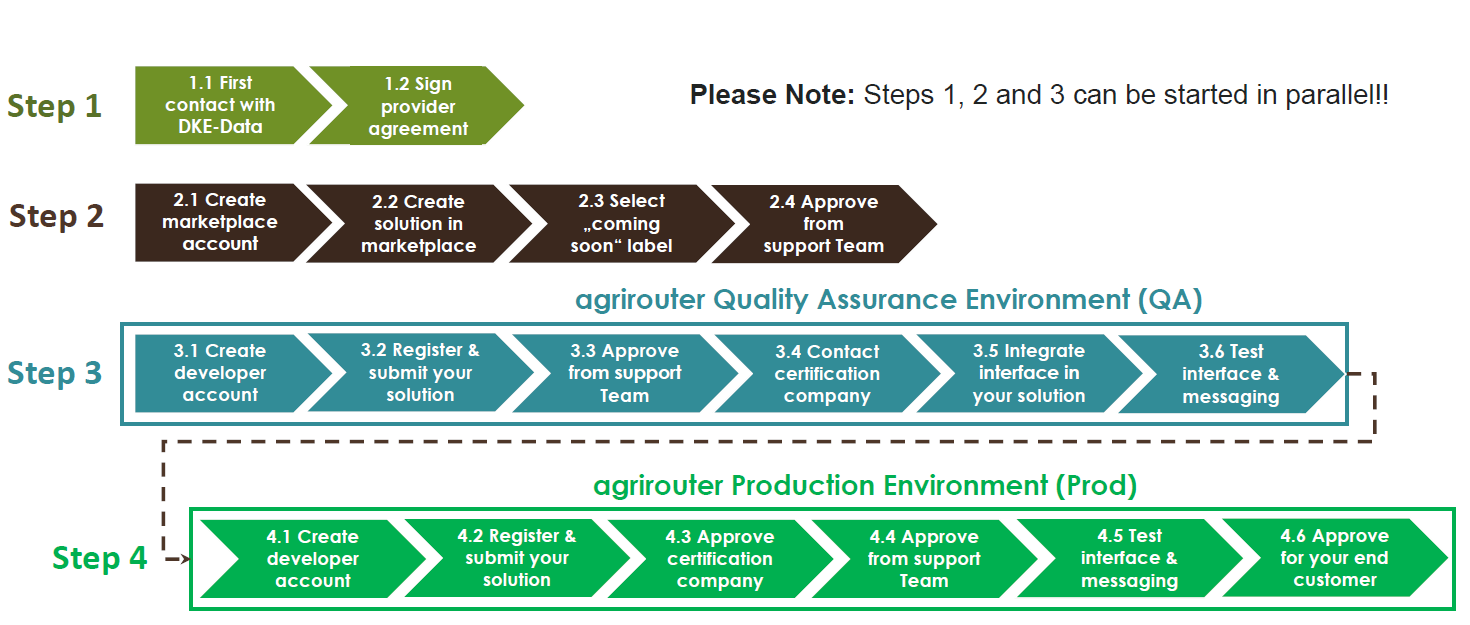 Step 1
1.1 First
contact with
DKE-Data
1.2 Sign
provider
agreement
Please Note: Steps 1, 2 and 3 can be started in parallel!!
Step 2
2.1 Create
marketplace
account
2.2 Create
solution in
marketplace
2.3 Select
„coming
soon“ label
2.4 Approve
from
support Team
agrirouter Quality Assurance Environment (QA)
Step 3
3.1 Create
developer
account
3.2 Register &
submit your
solution
3.3 Approve
from support
Team
3.4 Contact
certification
company
3.5 Integrate
interface in
your solution
3.6 Test
interface &
messaging
agrirouter Production Environment (Prod)
Step 4
4.1 Create
developer
account
4.2 Register &
submit your
solution
4.3 Approve
certification
company
4.4 Approve
from support
Team
4.5 Test
interface &
messaging
4.6 Approve
for your end
customer